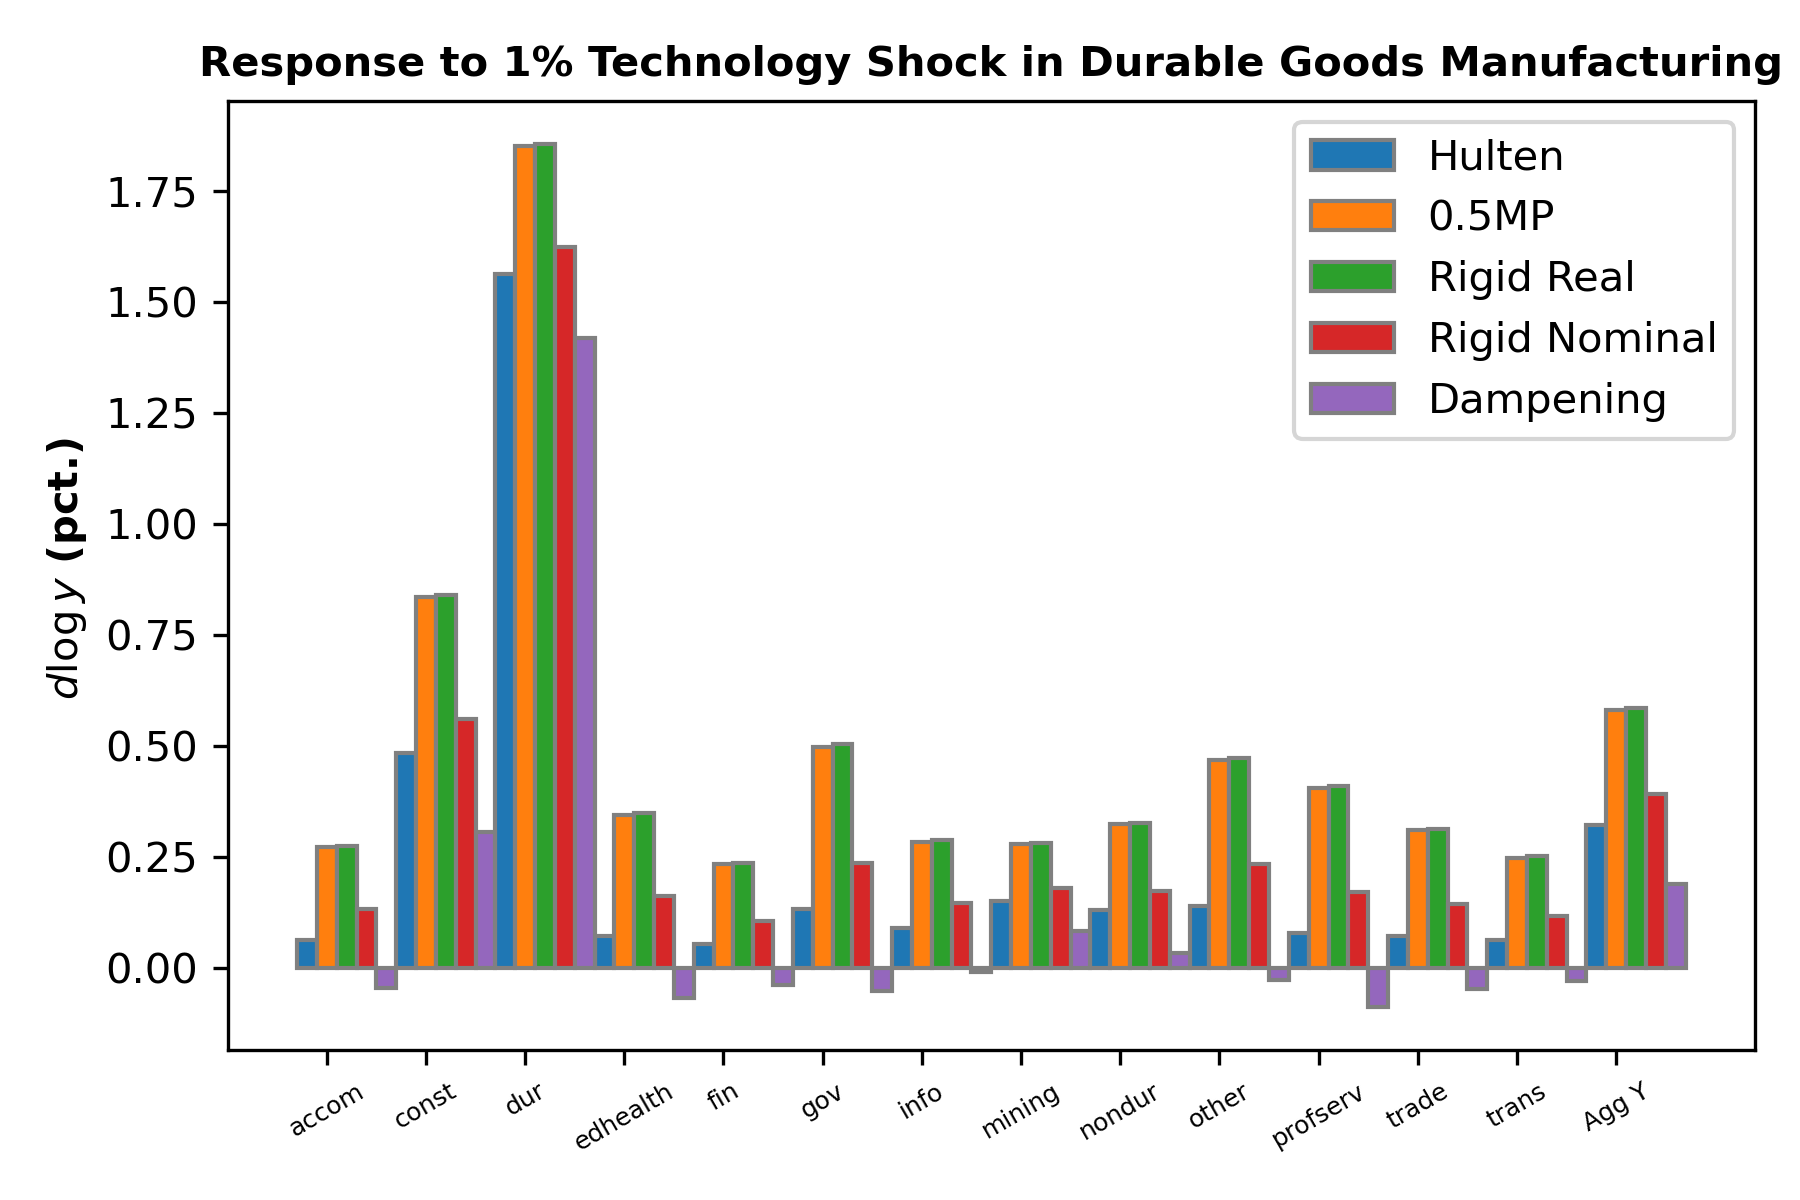 Response to 1% Technology Shock in Durable Goods Manufacturing
Hulten
0.5MP
Rigid Real
Rigid Nominal
Dampening
dlog y (pct.)
1.75
1.50
1.25
1.00
0.75
0.50
0.25
0.00
accom
const
dur
edhealth
fin
gov
info
mining
nondur
other
profserv
trade
trans
Agg Y